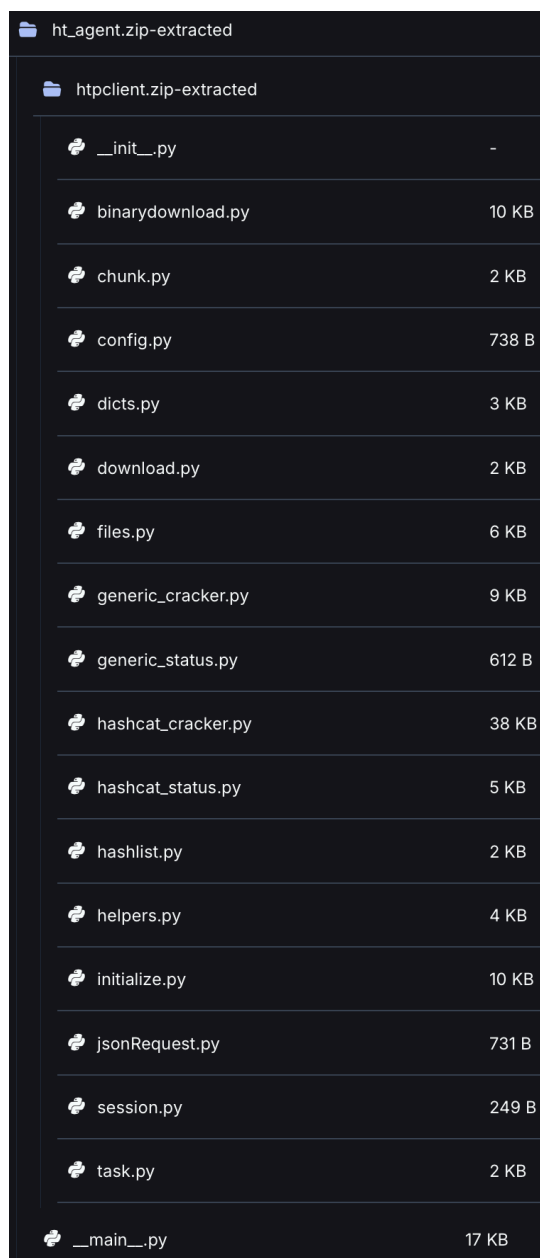 ht_agent.zip-extracted
htpclient.zip-extracted
__init__.py -
binarydownload.py 10 KB
chunk.py 2 KB
config.py 738 B
dicts.py 3 KB
download.py 2 KB
files.py 6 KB
generic_cracker.py 9 KB
generic_status.py 612 B
hashcat_cracker.py 38 KB
hashcat_status.py 5 KB
hashlist.py 2 KB
helpers.py 4 KB
initialize.py 10 KB
jsonRequest.py 731 B
session.py 249 B
task.py 2 KB
__main__.py 17 KB